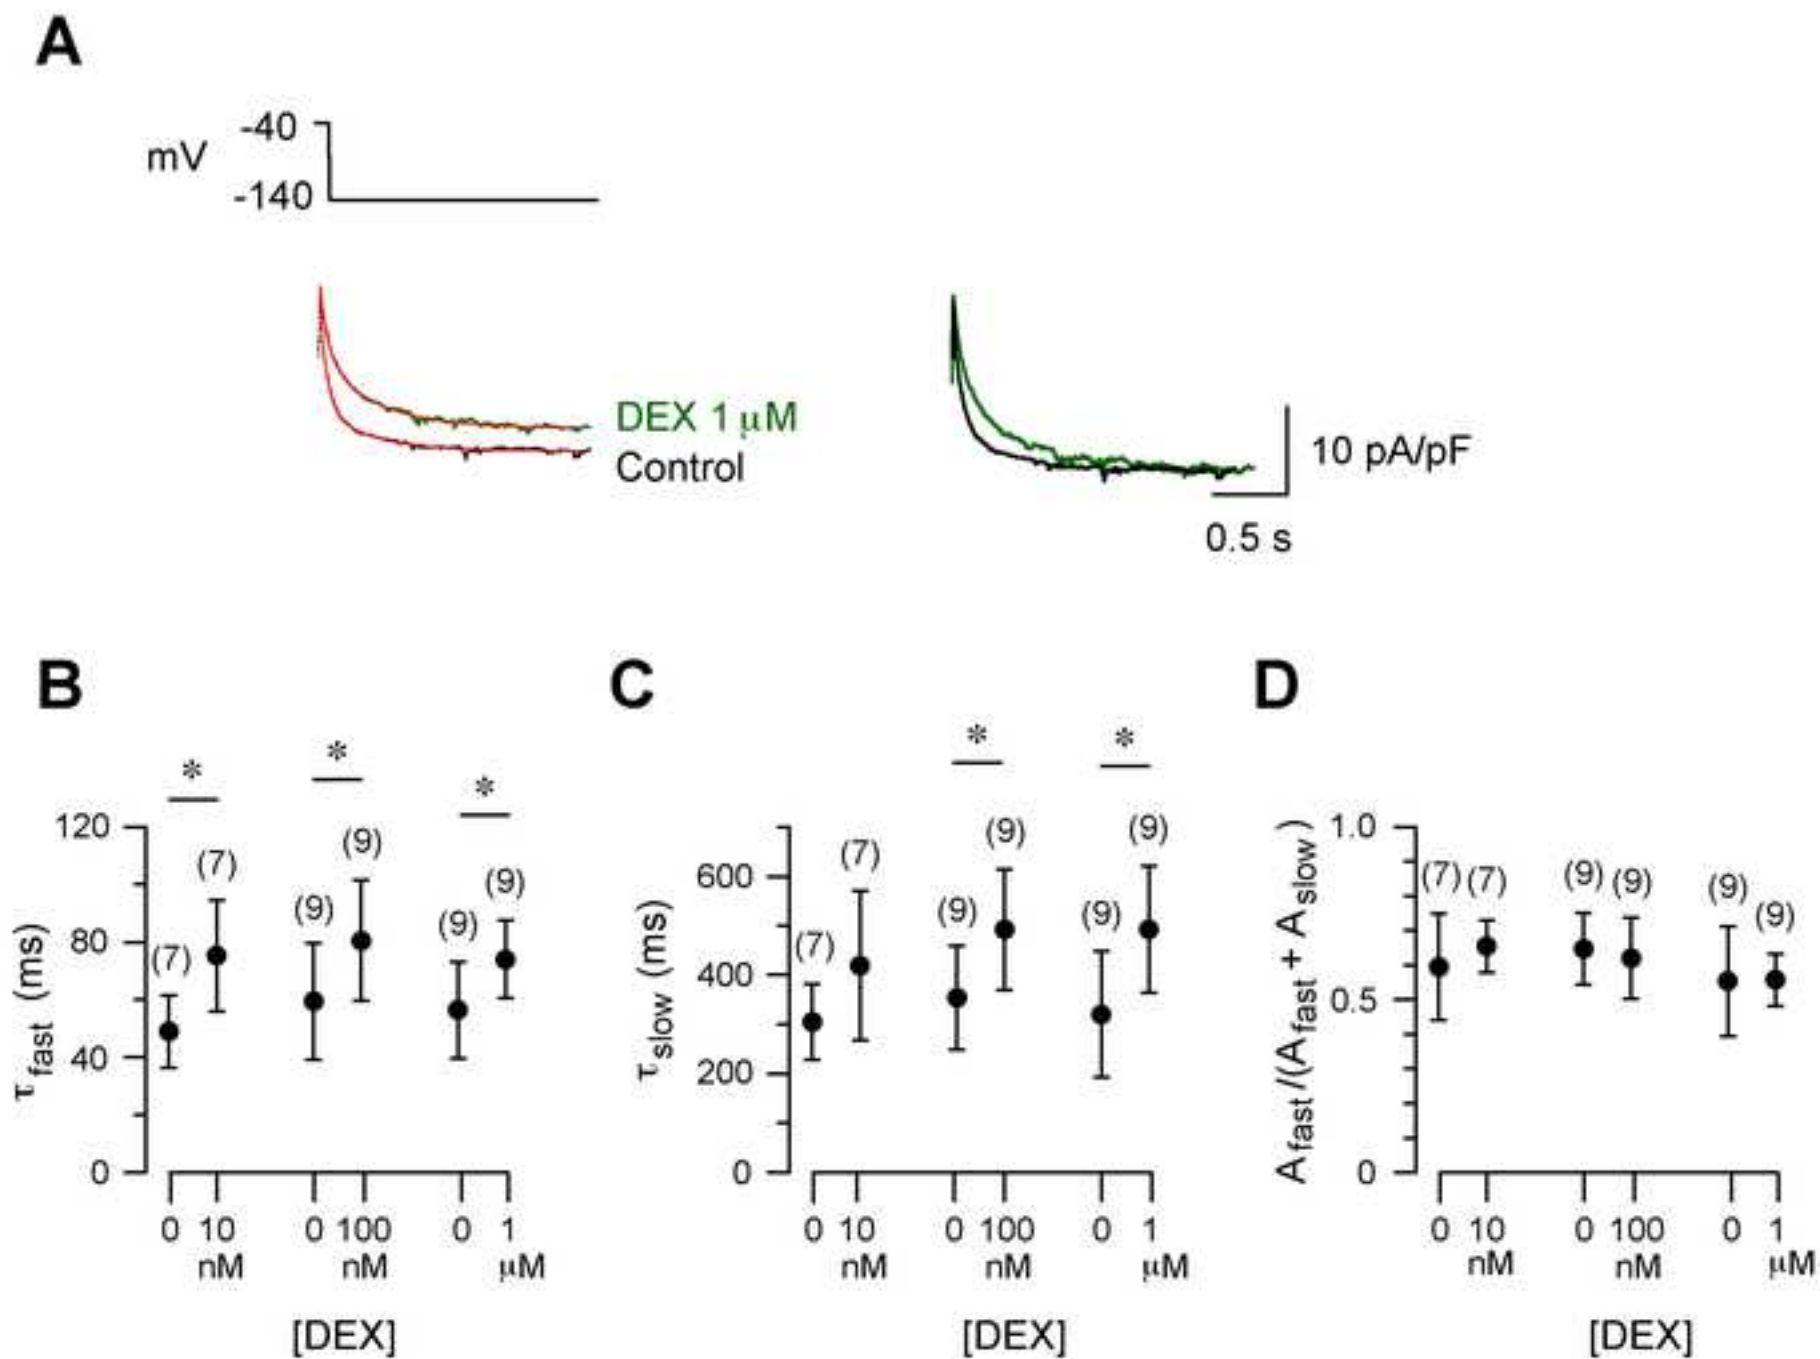 A
-40
mV
-140
DEX 1 μM
Control
10 pA/pF
0.5 s
B
*
*
*
120
80
40
0
τfast (ms)
(7)
(7)
(9)
(9)
(9)
(9)
0 10 0 100 0 1
nM nM μM
[DEX]
C
*
*
600
400
200
0
τslow (ms)
(7)
(7)
(9)
(9)
(9)
(9)
0 10 0 100 0 1
nM nM μM
[DEX]
D
1.0
0.5
0
Afast /(Afast + Aslow)
(7) (7)
(9) (9)
(9)
(9)
0 10 0 100 0 1
nM nM μM
[DEX]